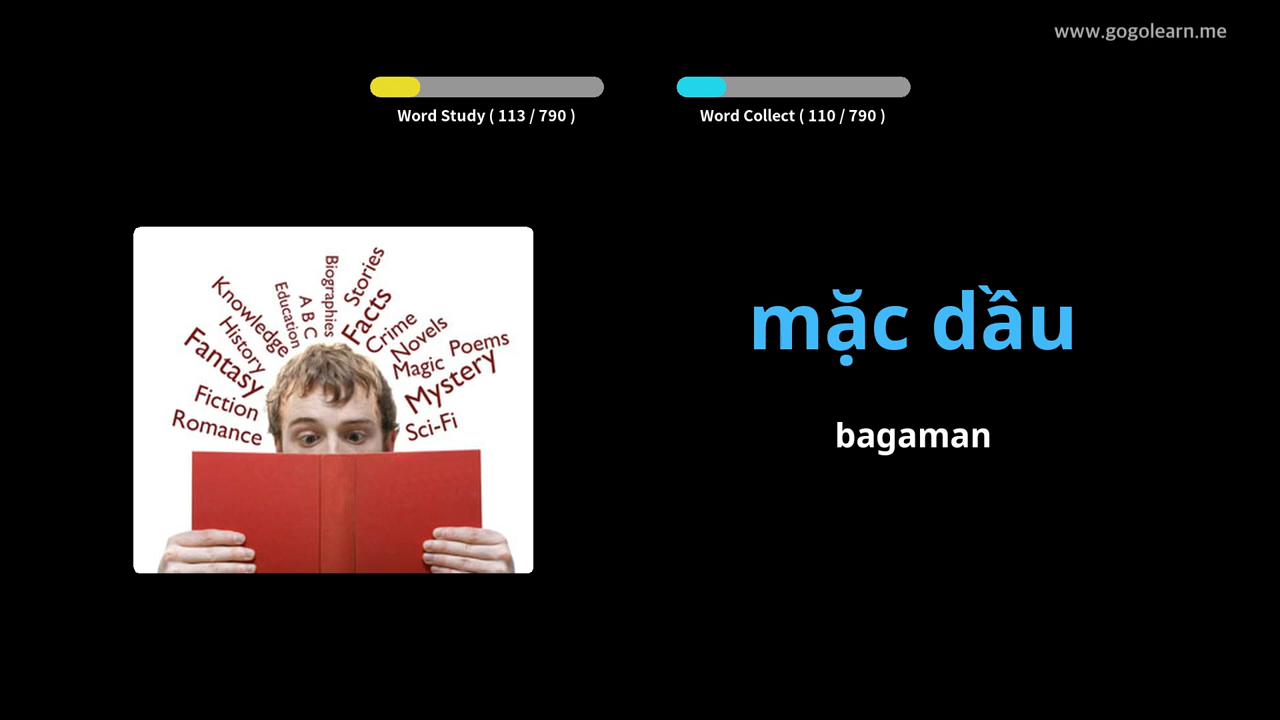 www.gogolearn.me
Word Study ( 113 / 790 )
Word Collect ( 110 / 790 )
Knowledge
Education
A B C
Biographies
Stories
Facts
History
Crime
Novels
Fantasy
Magic
Poems
Fiction
Mystery
Romance
Sci-Fi
mặc dầu
bagaman